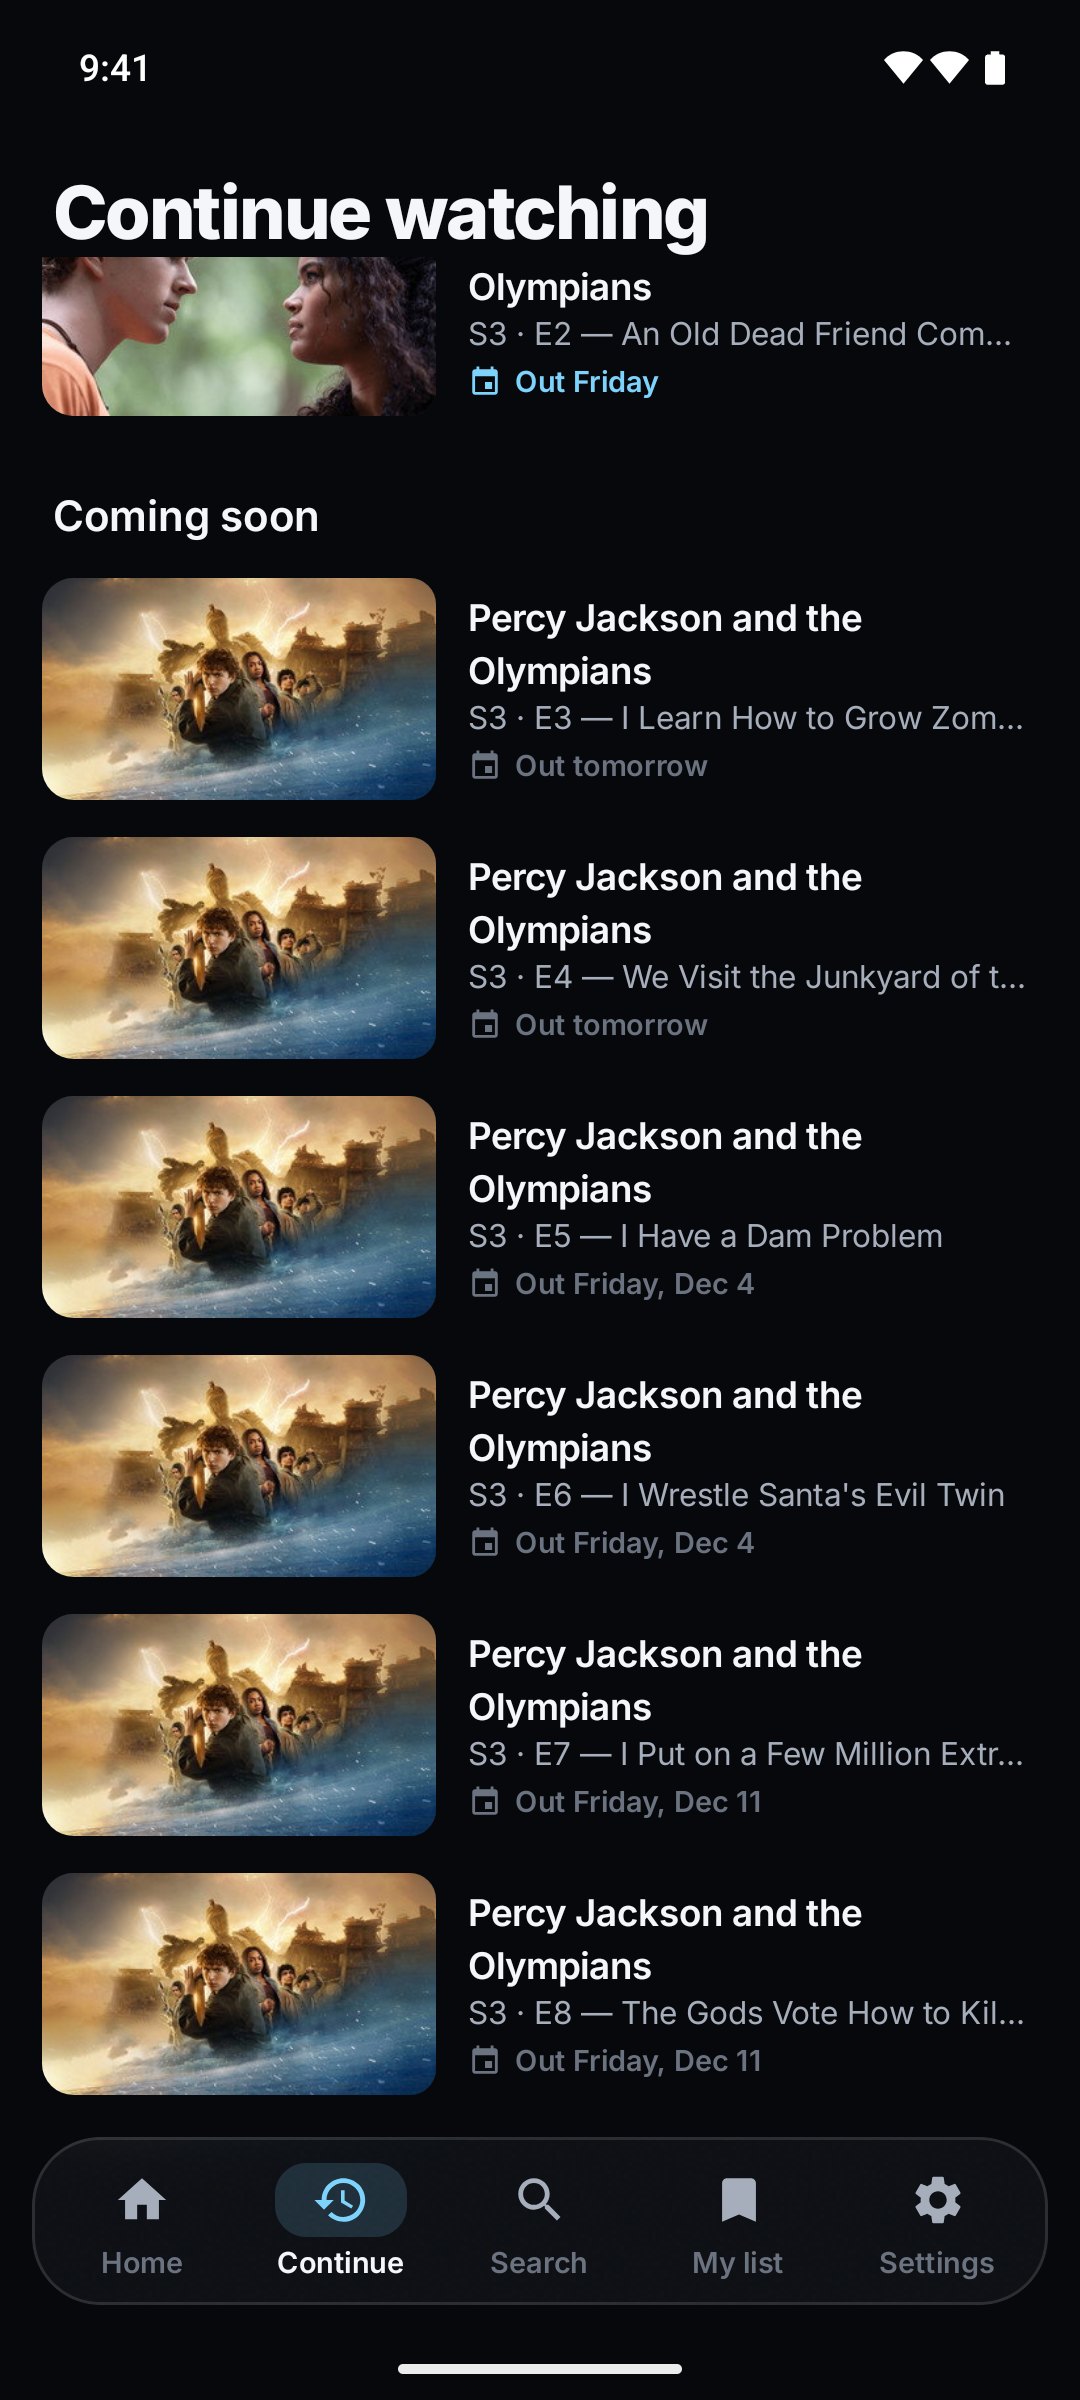 9:41
Continue watching
Olympians
S3 · E2 — An Old Dead Friend Com...
Out Friday
Coming soon
Percy Jackson and the
Olympians
S3 · E3 — I Learn How to Grow Zom...
Out tomorrow
Percy Jackson and the
Olympians
S3 · E4 — We Visit the Junkyard of t...
Out tomorrow
Percy Jackson and the
Olympians
S3 · E5 — I Have a Dam Problem
Out Friday, Dec 4
Percy Jackson and the
Olympians
S3 · E6 — I Wrestle Santa's Evil Twin
Out Friday, Dec 4
Percy Jackson and the
Olympians
S3 · E7 — I Put on a Few Million Extr...
Out Friday, Dec 11
Percy Jackson and the
Olympians
S3 · E8 — The Gods Vote How to Kil...
Out Friday, Dec 11
Home
Continue
Search
My list
Settings